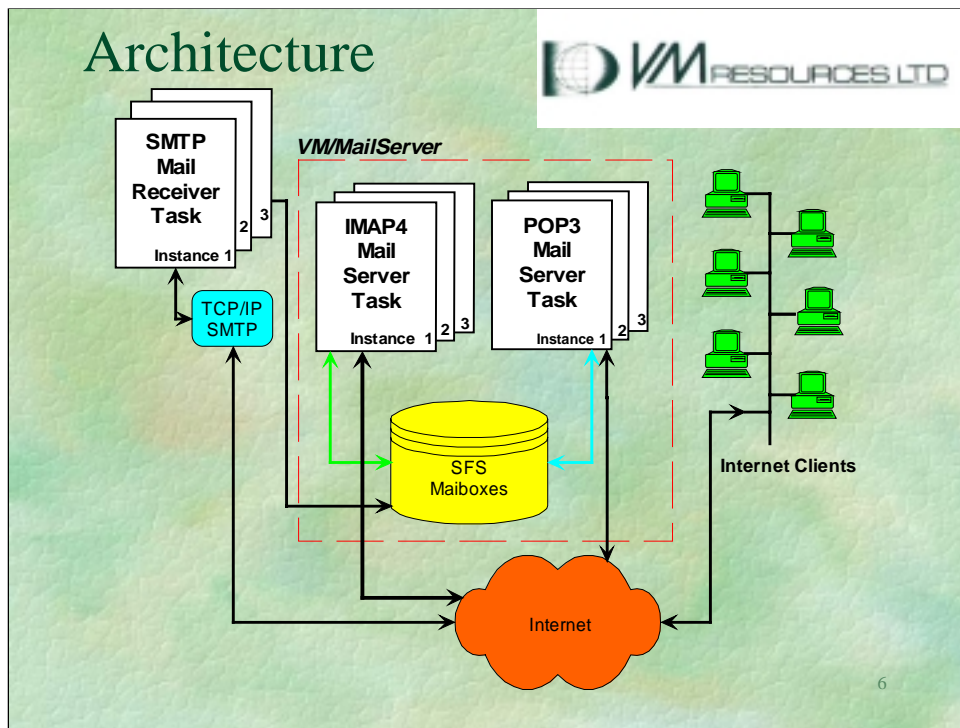 Architecture
VM RESOURCES LTD
SMTP
Mail
Receiver
Task
Instance 1
2
3
VM/MailServer
IMAP4
Mail
Server
Task
Instance 1
2
3
POP3
Mail
Server
Task
Instance 1
2
3
TCP/IP
SMTP
SFS
Maiboxes
Internet Clients
Internet
6